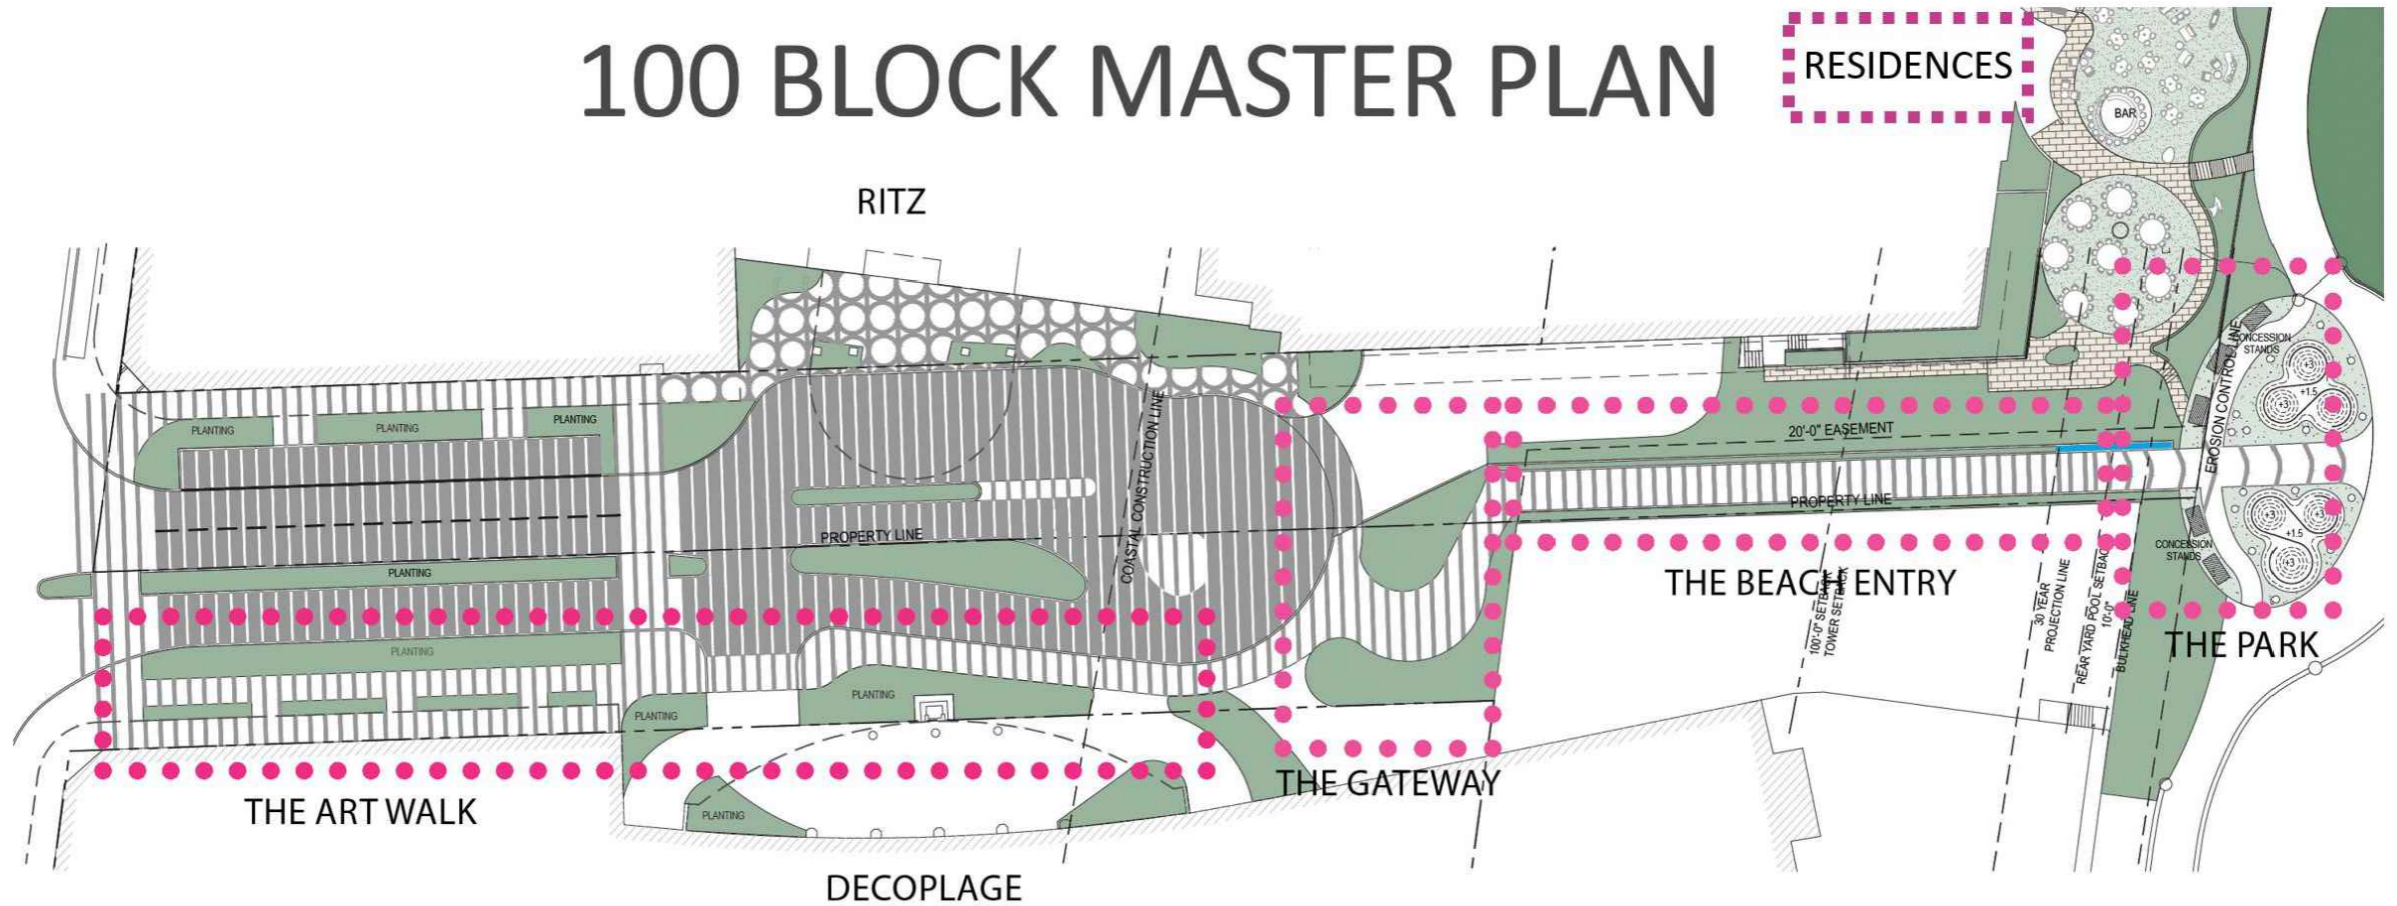 100 BLOCK MASTER PLAN
RESIDENCES
BAR
RITZ
CONCESSION
STANDS
EROSION CONTROL LINE
+3
+1.5
+3
PLANTING
PLANTING
PLANTING
COASTAL CONSTRUCTION LINE
20'-0" EASEMENT
PROPERTY LINE
PROPERTY LINE
+3
+3
+1.5
+3
CONCESSION
STANDS
PLANTING
THE BEACH ENTRY
100'-0" SETBACK
TOWER SETBACK
30 YEAR
PROJECTION LINE
REAR YARD POOL SETBACK
10'-0"
BULKHEAD LINE
THE PARK
PLANTING
PLANTING
PLANTING
THE GATEWAY
THE ART WALK
PLANTING
DECOPLAGE